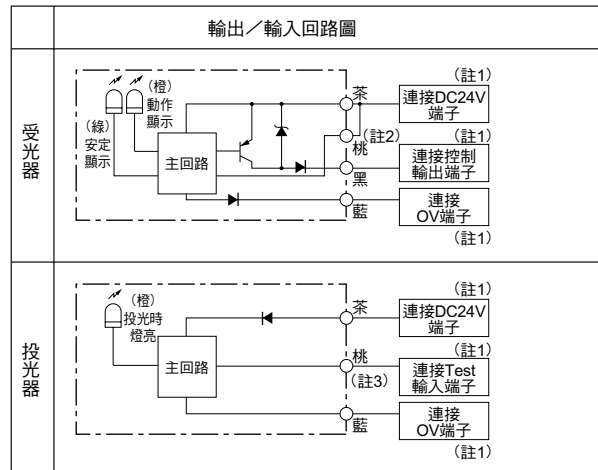 輸出／輸入回路圖
受光器
（註1）
（橙）
動作
顯示
茶
連接DC24V
端子
（綠）
安定
顯示
（註2）
（註1）
主回路
桃
連接控制
輸出端子
黑
連接
OV端子
藍
（註1）
投光器
（註1）
（橙）
投光時
燈亮
茶
連接DC24V
端子
（註1）
主回路
桃
（註3）
連接Test
輸入端子
藍
連接
OV端子
（註1）